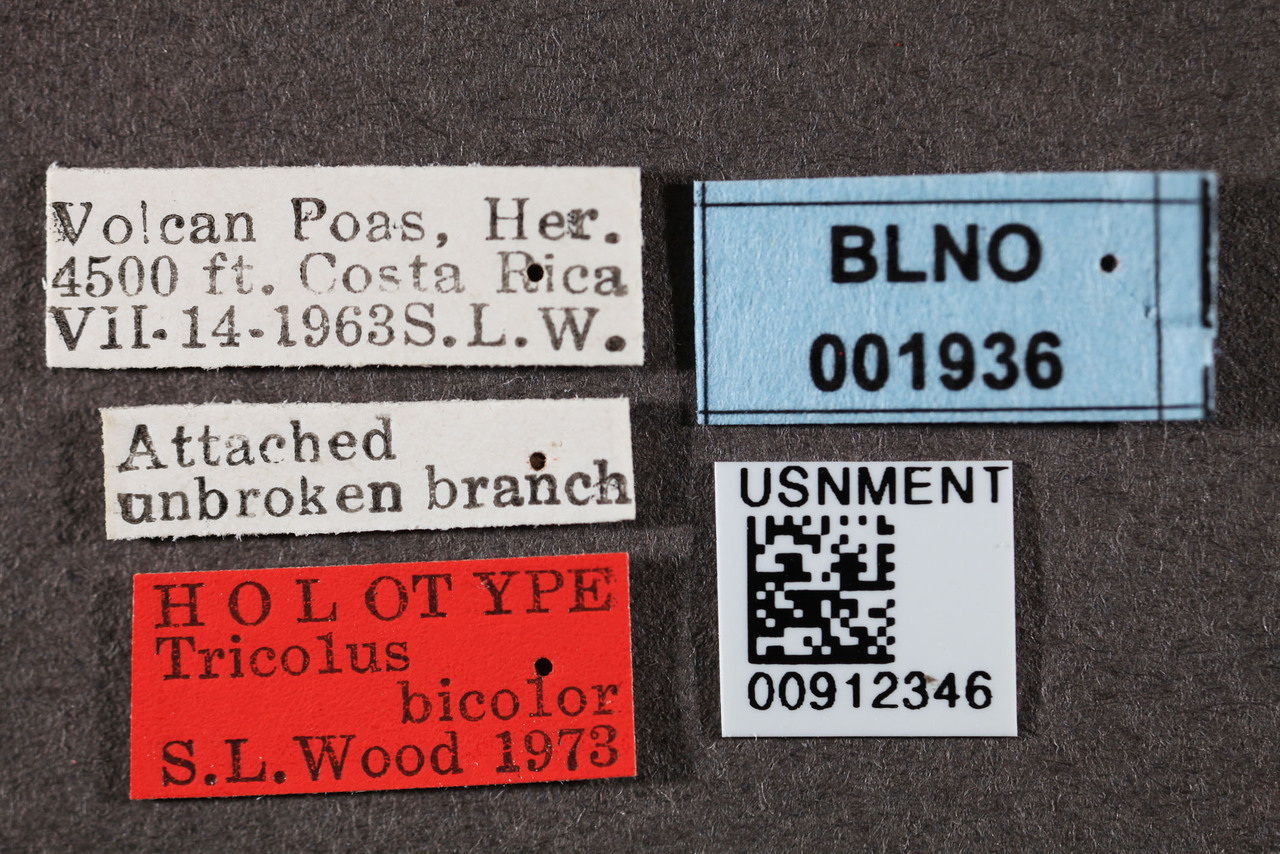 Volcan Poas, Her.
4500 ft. Costa Rica
VII-14-1963 S.L.W.
Attached
unbroken branch
HOLOTYPE
Tricolus
bicolor
S.L.Wood 1973
BLNO
001936
USNMENT
00912346